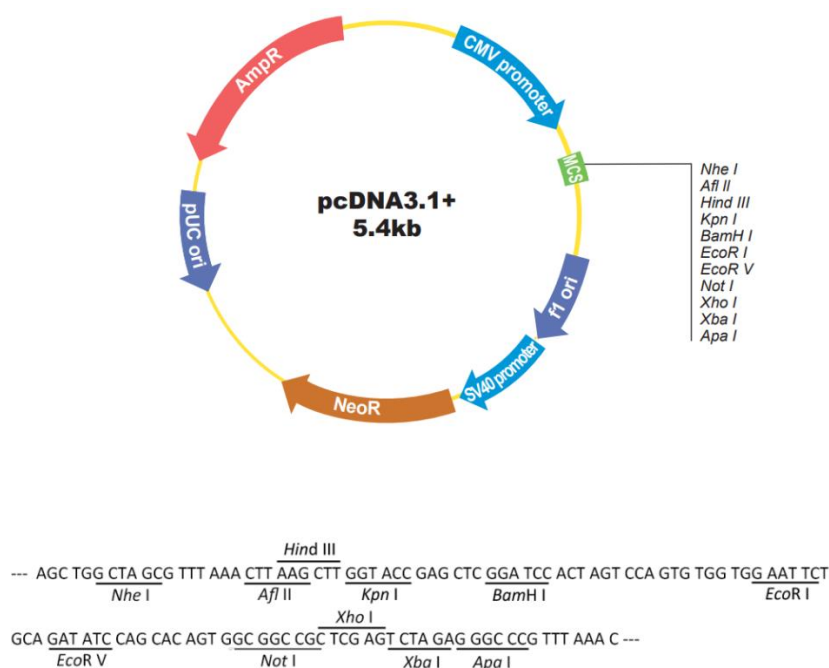 AmpR
CMV promoter
MCS
pcDNA3.1+
5.4kb
pUC ori
f1 ori
SV40 promoter
NeoR
Nhe I
Afl II
Hind III
Kpn I
BamH I
EcoR I
EcoR V
Not I
Xho I
Xba I
Apa I
Hind III
--- AGC TGG CTA GCG TTT AAA CTT AAG CTT GGT ACC GAG CTC GGA TCC ACT AGT CCA GTG TGG TGG AAT TCT
Nhe I Afl II Kpn I BamH I EcoR I
Xho I
GCA GAT ATC CAG CAC AGT GGC GGC CGC TCG AGT CTA GAG GGC CCG TTT AAA C ---
EcoR V Not I Xba I Apa I